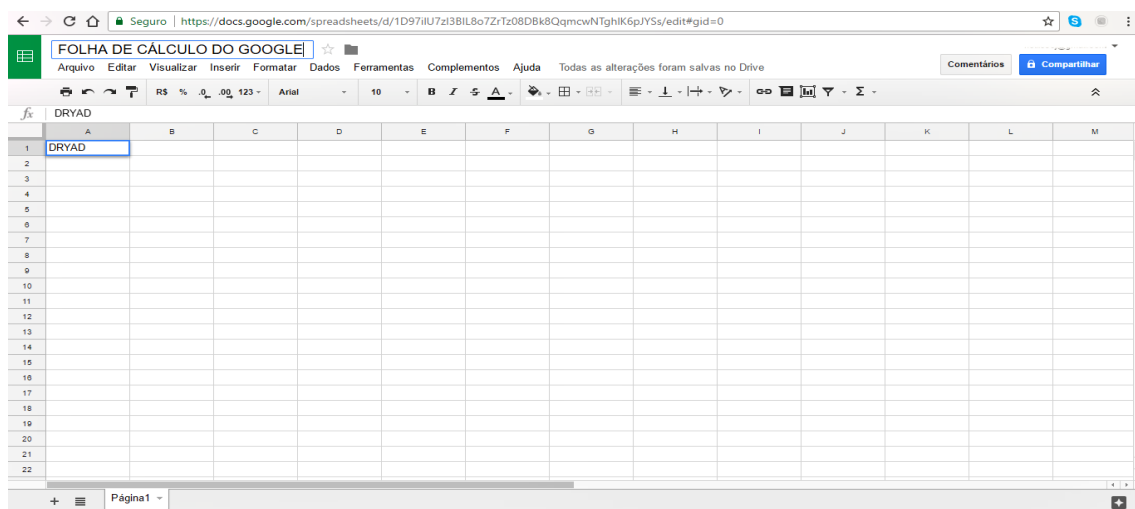 Seguro | https://docs.google.com/spreadsheets/d/1D97iIU7zI3BIL8o7ZrTz08DBk8QqmcwNTghIK6pJYSs/edit#gid=0
FOLHA DE CÁLCULO DO GOOGLE
Arquivo Editar Visualizar Inserir Formatar Dados Ferramentas Complementos Ajuda Todas as alterações foram salvas no Drive Comentários Compartilhar
R$ % .0 .00 123 Arial 10 B I S A Σ
fx DRYAD
A B C D E F G H I J K L M
1 DRYAD
2
3
4
5
6
7
8
9
10
11
12
13
14
15
16
17
18
19
20
21
22
+ Página1